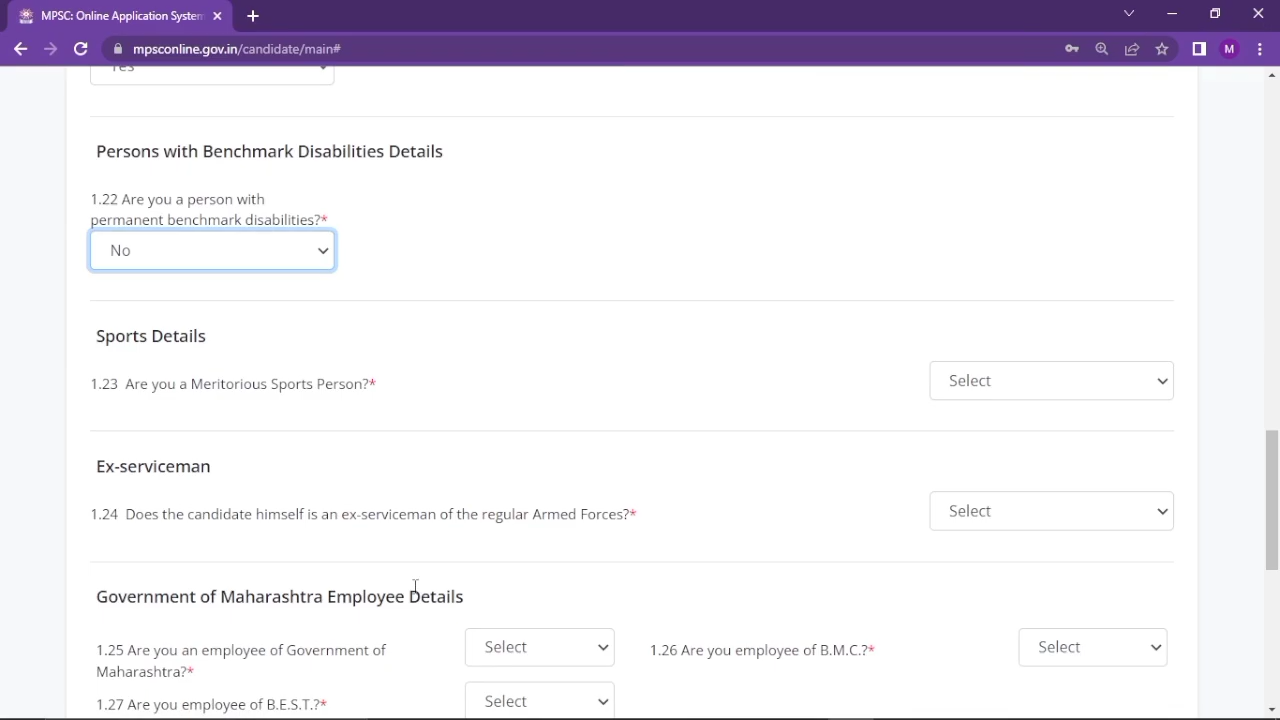 MPSC: Online Application System
mpsconline.gov.in/candidate/main#
M
Yes
Persons with Benchmark Disabilities Details
1.22 Are you a person with
permanent benchmark disabilities?*
No
Sports Details
1.23 Are you a Meritorious Sports Person?*
Select
Ex-serviceman
1.24 Does the candidate himself is an ex-serviceman of the regular Armed Forces?*
Select
Government of Maharashtra Employee Details
1.25 Are you an employee of Government of
Maharashtra?*
Select
1.26 Are you employee of B.M.C.?*
Select
1.27 Are you employee of B.E.S.T.?*
Select